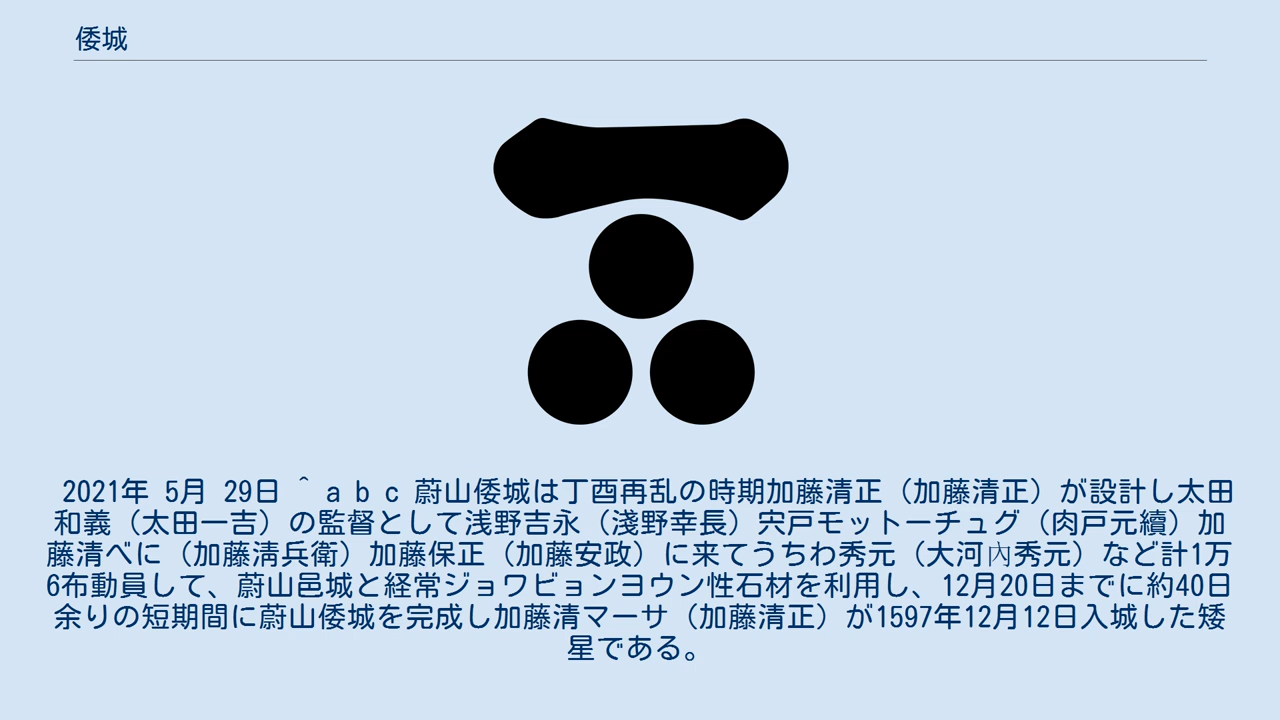 倭城
2021年 5月 29日 ^ a b c 蔚山倭城は丁酉再乱の時期加藤清正（加藤清正）が設計し太田
和義（太田一吉）の監督として浅野吉永（淺野幸長）宍戸モットーチュグ（肉戸元續）加
藤清べに（加藤淸兵衛）加藤保正（加藤安政）に来てうちわ秀元（大河內秀元）など計1万
6布動員して、蔚山邑城と経常ジョワビョンヨウン性石材を利用し、12月20日までに約40日
余りの短期間に蔚山倭城を完成し加藤清マーサ（加藤清正）が1597年12月12日入城した矮
星である。